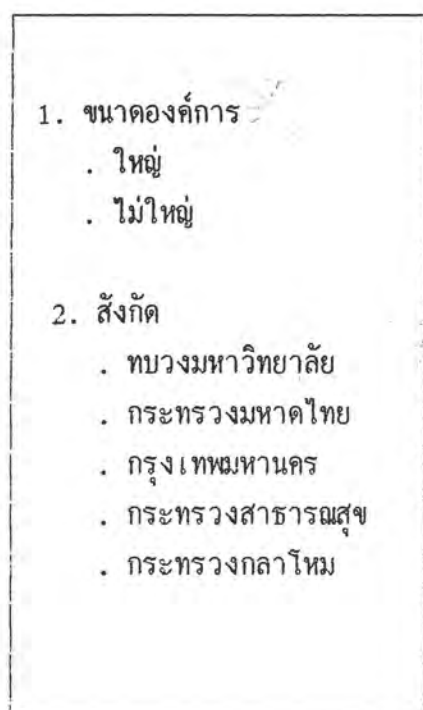 1. ขนาดองค์การ
. ใหญ่
. ไม่ใหญ่
2. สังกัด
. ทบวงมหาวิทยาลัย
. กระทรวงมหาดไทย
. กรุงเทพมหานคร
. กระทรวงสาธารณสุข
. กระทรวงกลาโหม